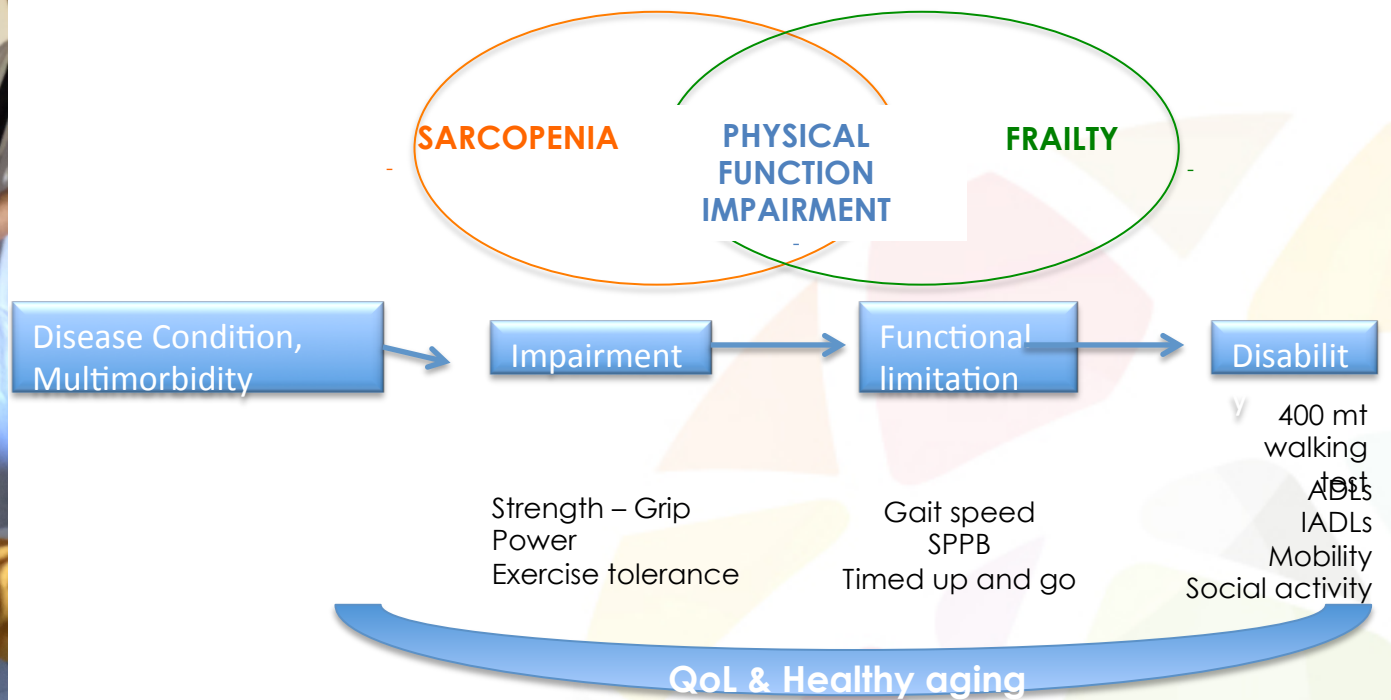 SARCOPENIA
PHYSICAL
FUNCTION
IMPAIRMENT
FRAILTY
Disease Condition,
Multimorbidity
Impairment
Functional
limitation
Disabilit
y
Strength – Grip
Power
Exercise tolerance
Gait speed
SPPB
Timed up and go
400 mt
walking
test
ADLs
IADLs
Mobility
Social activity
QoL & Healthy aging